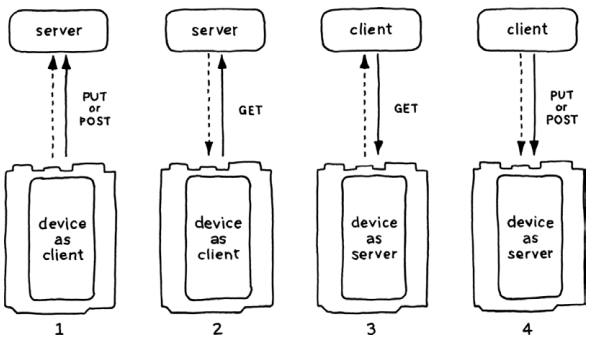 server
server
client
client
PUT
or
POST
GET
GET
PUT
or
POST
device
as
client
device
as
client
device
as
server
device
as
server
1
2
3
4